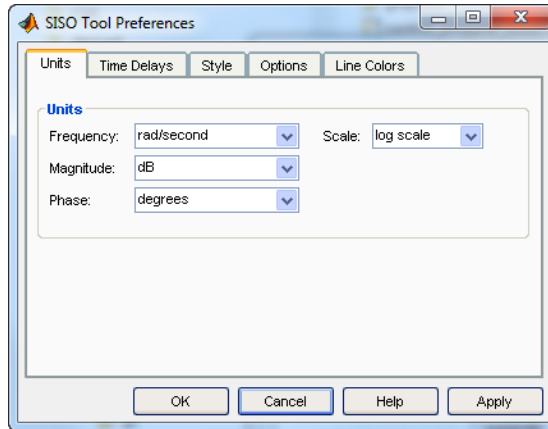 SISO Tool Preferences
Units Time Delays Style Options Line Colors
Units
Frequency: rad/second Scale: log scale
Magnitude: dB
Phase: degrees
OK Cancel Help Apply